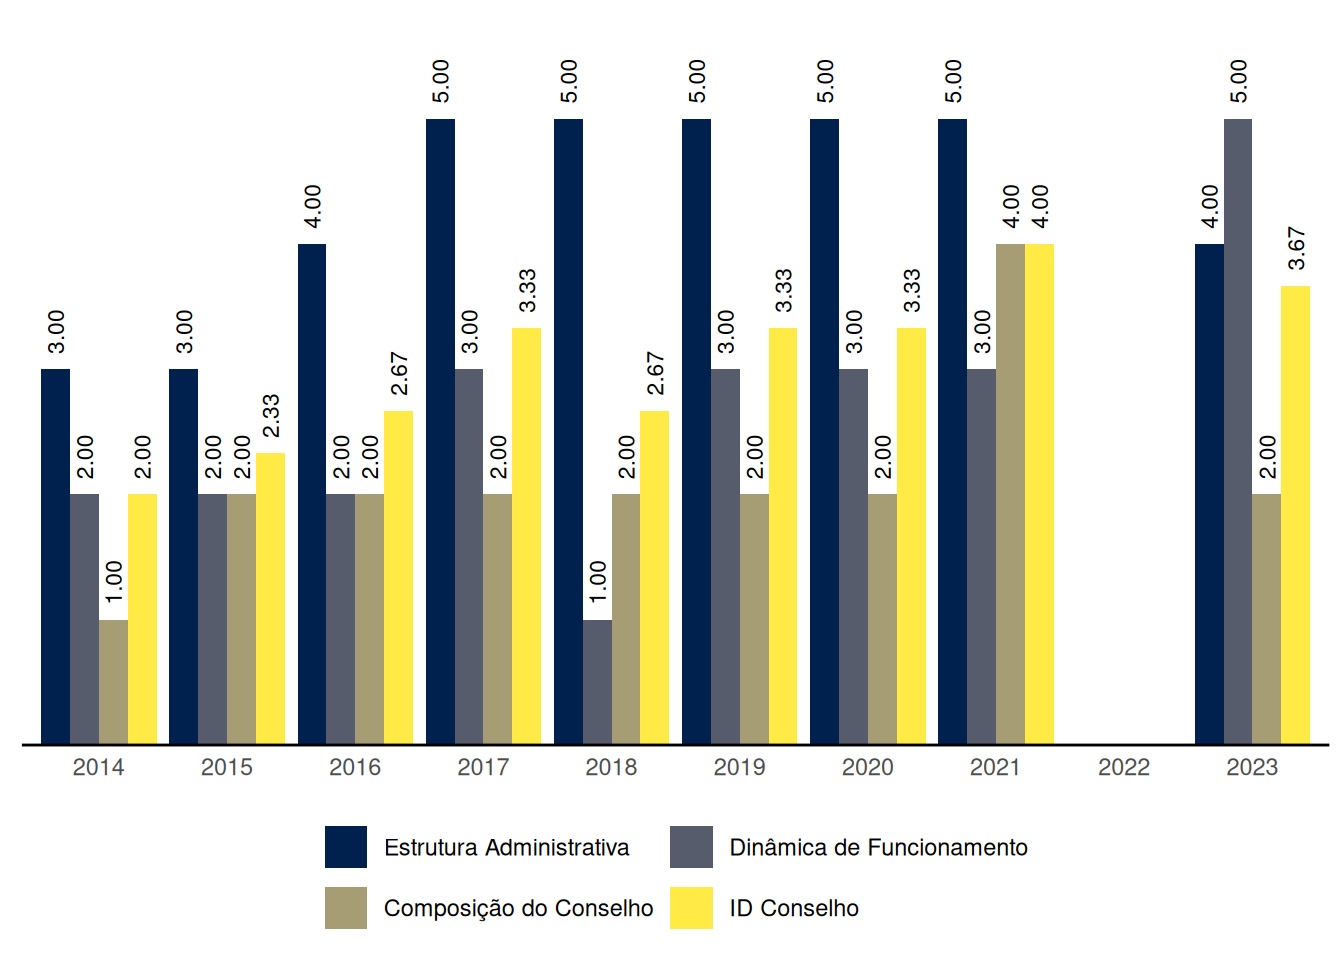 5.00 5.00 5.00 5.00 5.00 5.00
4.00 4.00 4.00 4.00
3.67
3.00 3.00 3.00 3.33 3.00 3.33 3.00 3.33 3.00
2.00 2.00 2.00 2.00 2.33 2.00 2.00 2.67 2.00 2.00 2.67 2.00 2.00 2.00
1.00 1.00
2014 2015 2016 2017 2018 2019 2020 2021 2022 2023
Estrutura Administrativa Dinâmica de Funcionamento
Composição do Conselho ID Conselho